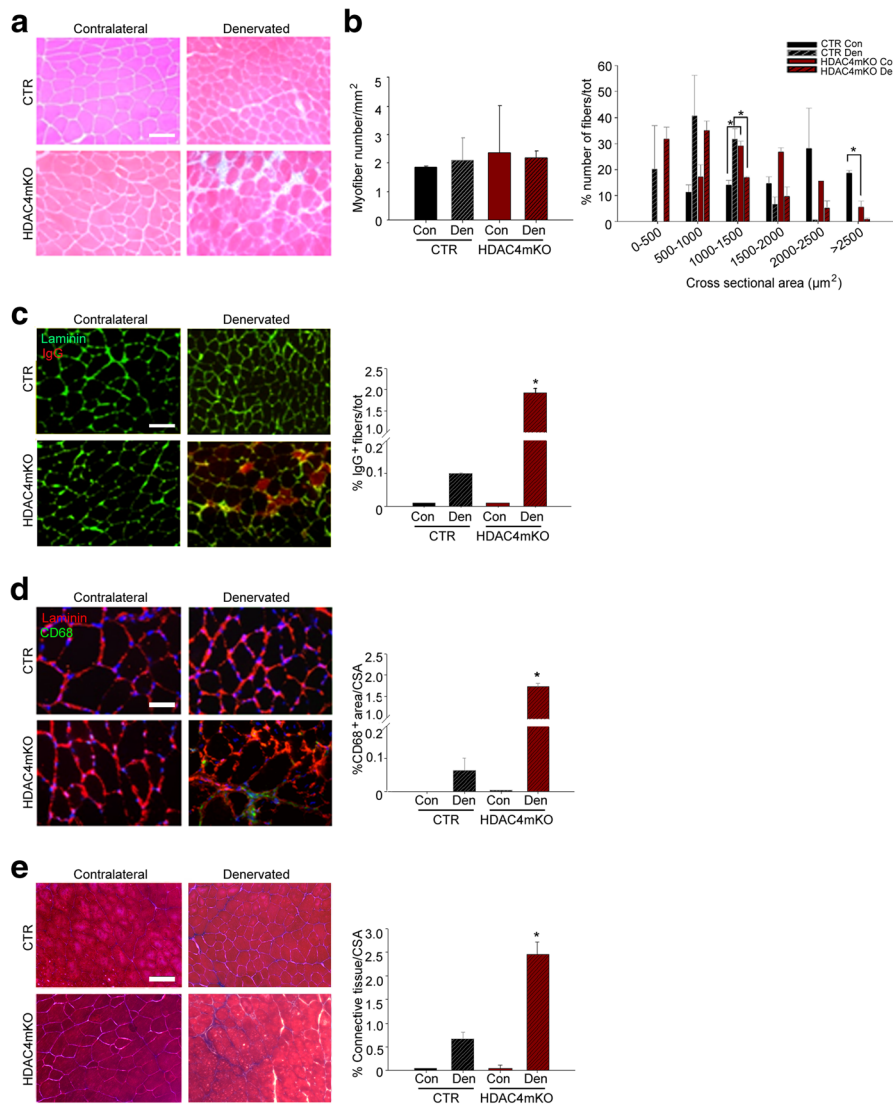 a
Contralateral
Denervated
CTR
HDAC4mKO
b
Myofiber number/mm²
5
4
3
2
1
0
Con
Den
Con
Den
CTR
HDAC4mKO
CTR Con
CTR Den
HDAC4mKO Co
HDAC4mKO De
% number of fibers/tot
60
50
40
30
20
10
0
*
*
*
0-500
500-1000
1000-1500
1500-2000
2000-2500
>2500
Cross sectional area (µm²)
c
Contralateral
Denervated
Laminin
IgG
CTR
HDAC4mKO
% IgG⁺ fibers/tot
2.5
2.0
1.5
1.0
0.2
0.1
0
*
Con
Den
Con
Den
CTR
HDAC4mKO
d
Contralateral
Denervated
Laminin
CD68
CTR
HDAC4mKO
%CD68⁺ area/CSA
2.5
2.0
1.5
1.0
0.2
0.1
0
*
Con
Den
Con
Den
CTR
HDAC4mKO
e
Contralateral
Denervated
CTR
HDAC4mKO
% Connective tissue/CSA
3.0
2.5
2.0
1.5
1.0
0.5
0
*
Con
Den
Con
Den
CTR
HDAC4mKO